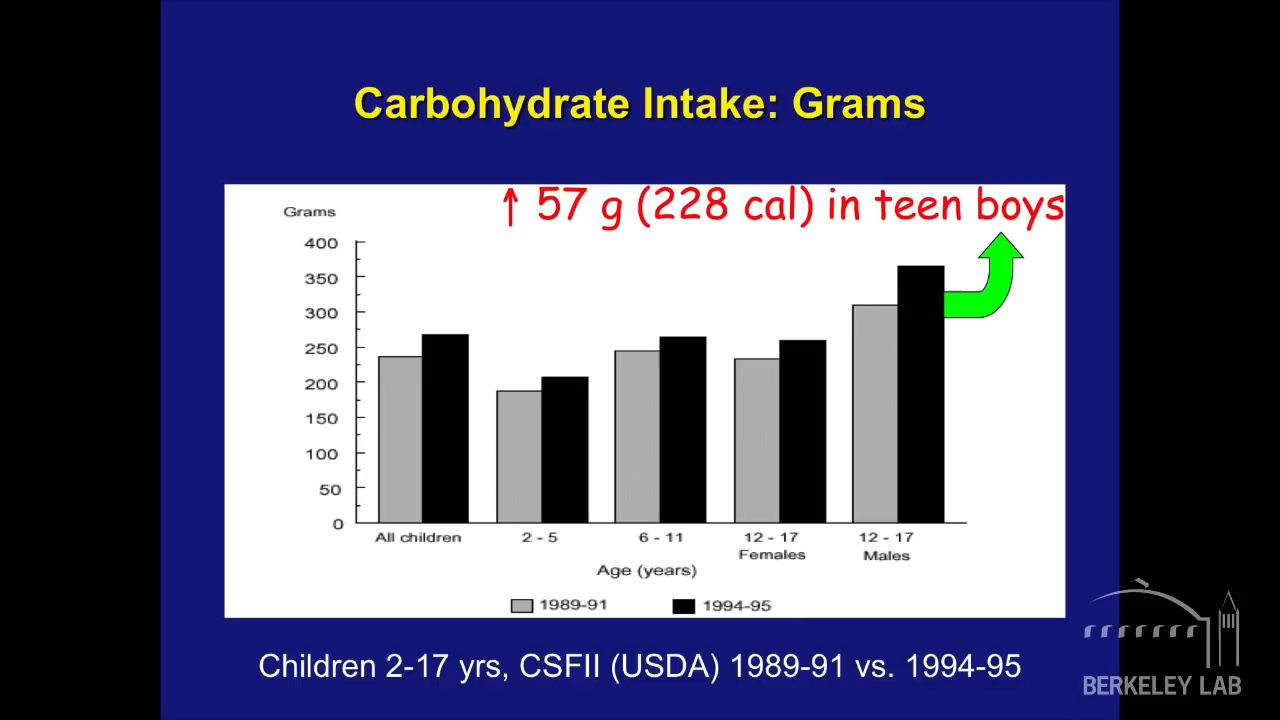 Carbohydrate Intake: Grams
↑ 57 g (228 cal) in teen boys
Grams
400
350
300
250
200
150
100
50
0
All children
2 - 5
6 - 11
12 - 17
Females
12 - 17
Males
Age (years)
1989-91
1994-95
Children 2-17 yrs, CSFII (USDA) 1989-91 vs. 1994-95
BERKELEY LAB